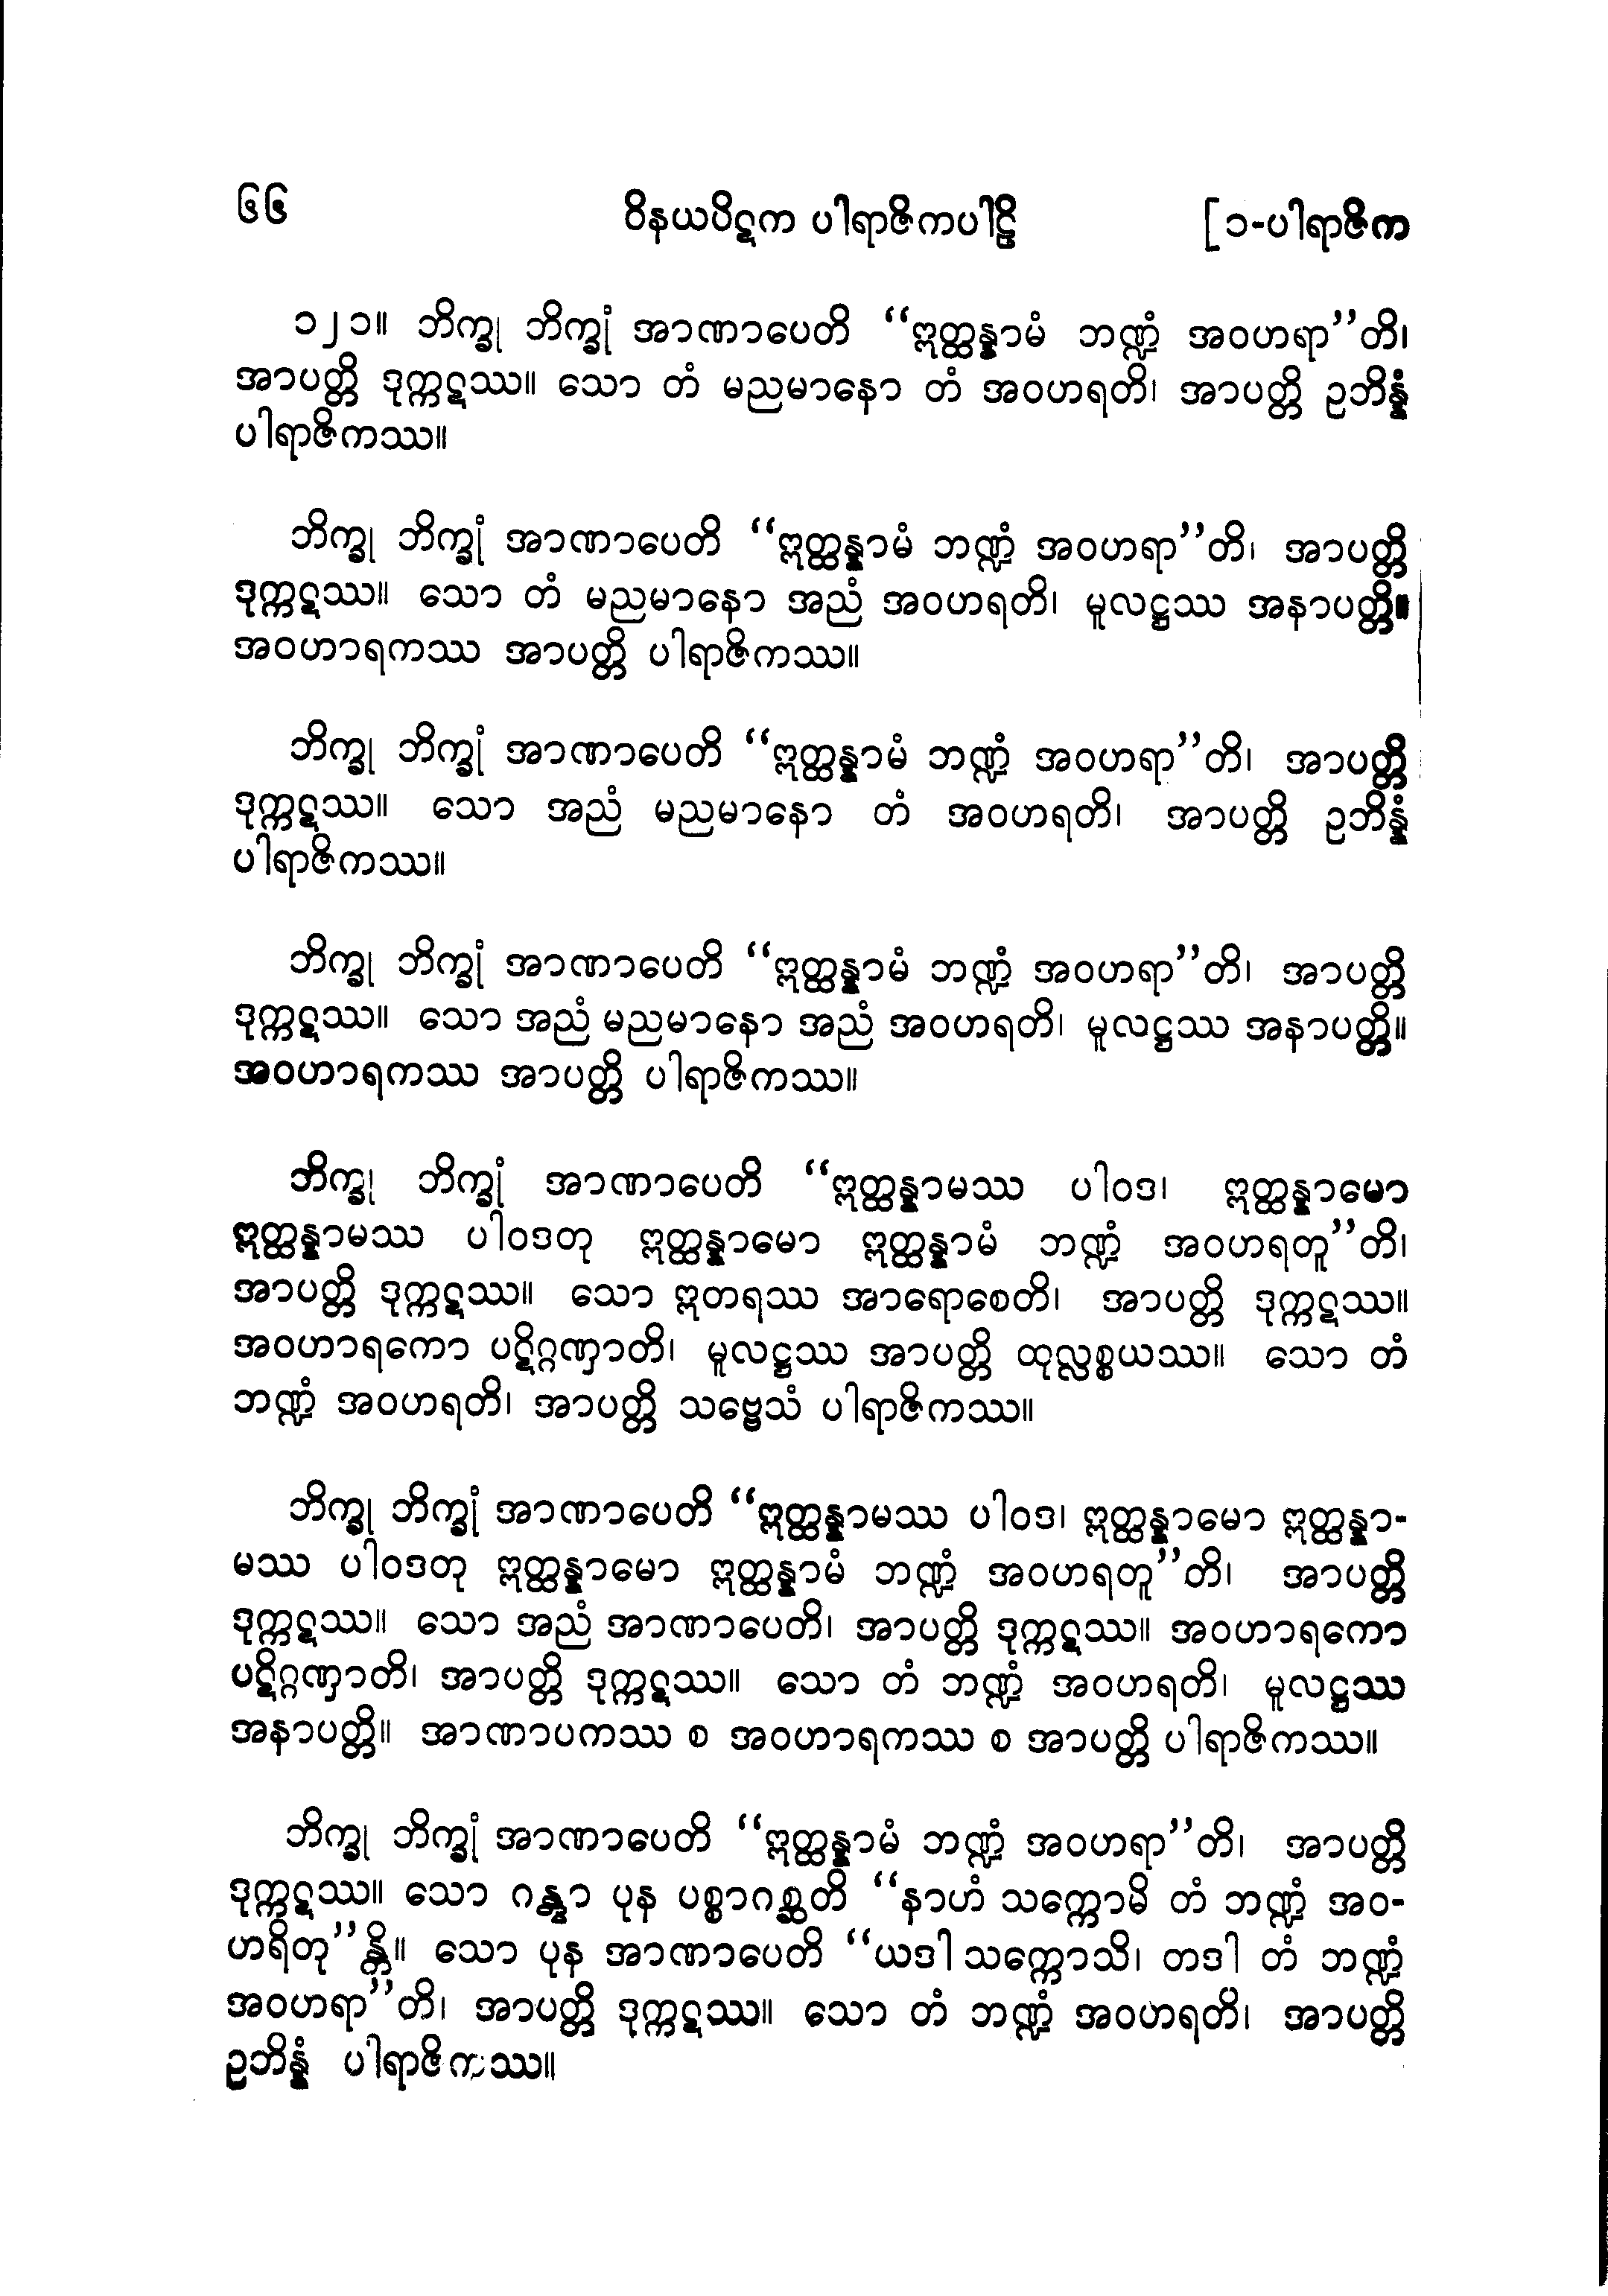 ၆၆ ဝိနယပိဋက ပါရာဇိကပါဠိ [၁-ပါရာဇိက
၁၂၁။ ဘိက္ခု ဘိက္ခုံ အာဏာပေတိ “ဣတ္ထန္နာမံ ဘဏ္ဍံ အဝဟရာ”တိ၊
အာပတ္တိ ဒုက္ကဋဿ။ သော တံ မညမာနော တံ အဝဟရတိ၊ အာပတ္တိ ဥဘိန္နံ
ပါရာဇိကဿ။
ဘိက္ခု ဘိက္ခုံ အာဏာပေတိ “ဣတ္ထန္နာမံ ဘဏ္ဍံ အဝဟရာ”တိ၊ အာပတ္တိ
ဒုက္ကဋဿ။ သော တံ မညမာနော အညံ အဝဟရတိ၊ မူလဋ္ဌဿ အနာပတ္တိ။
အဝဟာရကဿ အာပတ္တိ ပါရာဇိကဿ။
ဘိက္ခု ဘိက္ခုံ အာဏာပေတိ “ဣတ္ထန္နာမံ ဘဏ္ဍံ အဝဟရာ”တိ၊ အာပတ္တိ
ဒုက္ကဋဿ။ သော အညံ မညမာနော တံ အဝဟရတိ၊ အာပတ္တိ ဥဘိန္နံ
ပါရာဇိကဿ။
ဘိက္ခု ဘိက္ခုံ အာဏာပေတိ “ဣတ္ထန္နာမံ ဘဏ္ဍံ အဝဟရာ”တိ၊ အာပတ္တိ
ဒုက္ကဋဿ။ သော အညံ မညမာနော အညံ အဝဟရတိ၊ မူလဋ္ဌဿ အနာပတ္တိ။
အဝဟာရကဿ အာပတ္တိ ပါရာဇိကဿ။
ဘိက္ခု ဘိက္ခုံ အာဏာပေတိ “ဣတ္ထန္နာမဿ ပါဝဒ၊ ဣတ္ထန္နာမော
ဣတ္ထန္နာမဿ ပါဝဒတု ဣတ္ထန္နာမော ဣတ္ထန္နာမံ ဘဏ္ဍံ အဝဟရတူ”တိ၊
အာပတ္တိ ဒုက္ကဋဿ။ သော ဣတရဿ အာရောစေတိ၊ အာပတ္တိ ဒုက္ကဋဿ။
အဝဟာရကော ပဋိဂ္ဂဏှာတိ၊ မူလဋ္ဌဿ အာပတ္တိ ထုလ္လစ္စယဿ။ သော တံ
ဘဏ္ဍံ အဝဟရတိ၊ အာပတ္တိ သဗ္ဗေသံ ပါရာဇိကဿ။
ဘိက္ခု ဘိက္ခုံ အာဏာပေတိ “ဣတ္ထန္နာမဿ ပါဝဒ၊ ဣတ္ထန္နာမော ဣတ္ထန္နာ-
မဿ ပါဝဒတု ဣတ္ထန္နာမော ဣတ္ထန္နာမံ ဘဏ္ဍံ အဝဟရတူ”တိ၊ အာပတ္တိ
ဒုက္ကဋဿ။ သော အညံ အာဏာပေတိ၊ အာပတ္တိ ဒုက္ကဋဿ။ အဝဟာရကော
ပဋိဂ္ဂဏှာတိ၊ အာပတ္တိ ဒုက္ကဋဿ။ သော တံ ဘဏ္ဍံ အဝဟရတိ၊ မူလဋ္ဌဿ
အနာပတ္တိ။ အာဏာပကဿ စ အဝဟာရကဿ စ အာပတ္တိ ပါရာဇိကဿ။
ဘိက္ခု ဘိက္ခုံ အာဏာပေတိ “ဣတ္ထန္နာမံ ဘဏ္ဍံ အဝဟရာ”တိ၊ အာပတ္တိ
ဒုက္ကဋဿ။ သော ဂန္တွာ ပုန ပစ္စာဂစ္ဆတိ “နာဟံ သက္ကောမိ တံ ဘဏ္ဍံ အဝ-
ဟရိတု”န္တိ။ သော ပုန အာဏာပေတိ “ယဒါ သက္ကောသိ၊ တဒါ တံ ဘဏ္ဍံ
အဝဟရာ”တိ၊ အာပတ္တိ ဒုက္ကဋဿ။ သော တံ ဘဏ္ဍံ အဝဟရတိ၊ အာပတ္တိ
ဥဘိန္နံ ပါရာဇိကဿ။